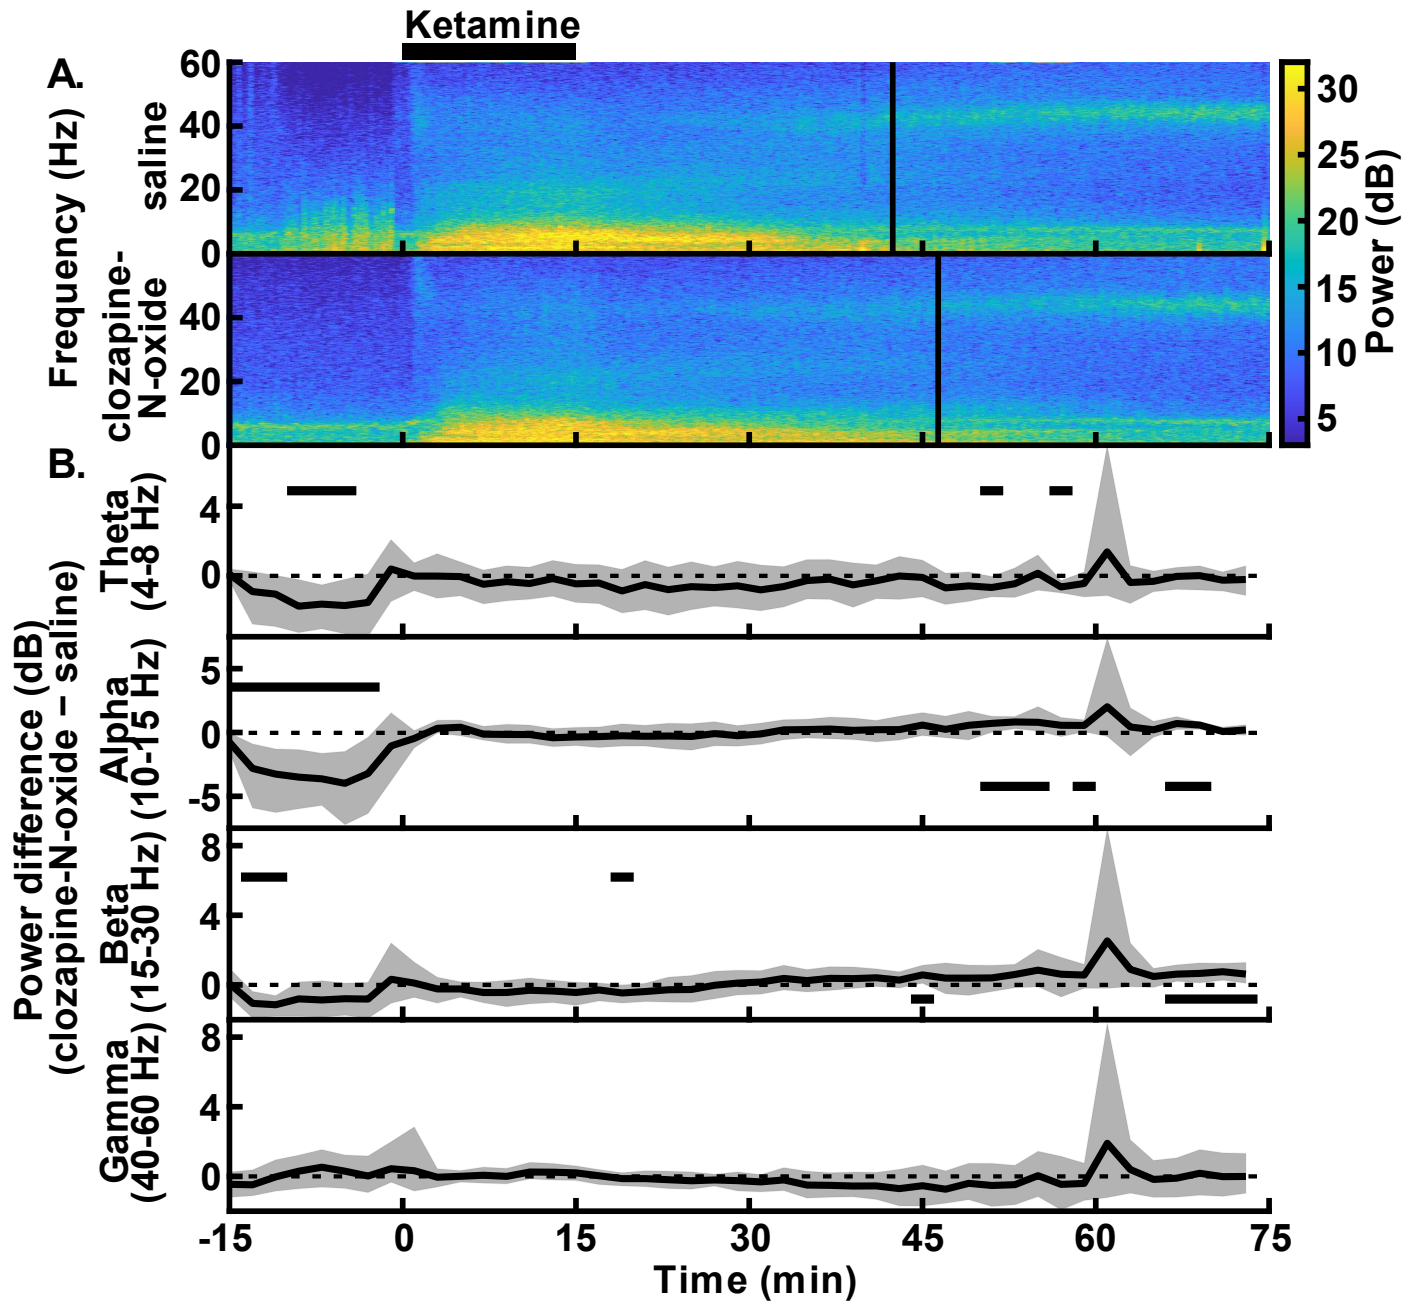 Ketamine
A.
60
40
20
0
saline
Frequency (Hz)
40
20
0
clozapine-
N-oxide
30
25
20
15
10
5
Power (dB)
B.
4
0
Theta
(4-8 Hz)
5
0
-5
Alpha
(10-15 Hz)
8
4
0
Beta
(15-30 Hz)
8
4
0
Gamma
(40-60 Hz)
Power difference (dB)
(clozapine-N-oxide – saline)
-15 0 15 30 45 60 75
Time (min)